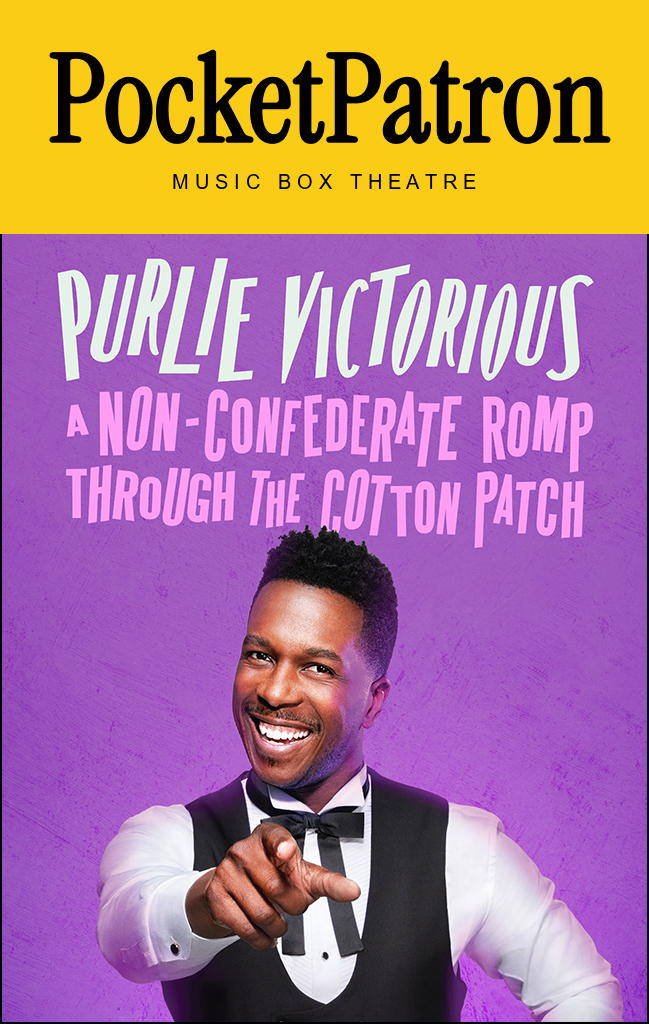 PocketPatron
MUSIC BOX THEATRE
PURLIE VICTORIOUS
A NON-CONFEDERATE ROMP
THROUGH THE COTTON PATCH